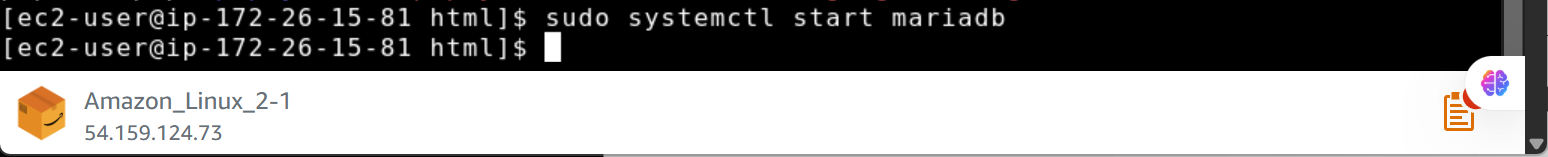 [ec2-user@ip-172-26-15-81 html]$ sudo systemctl start mariadb
[ec2-user@ip-172-26-15-81 html]$
Amazon_Linux_2-1
54.159.124.73